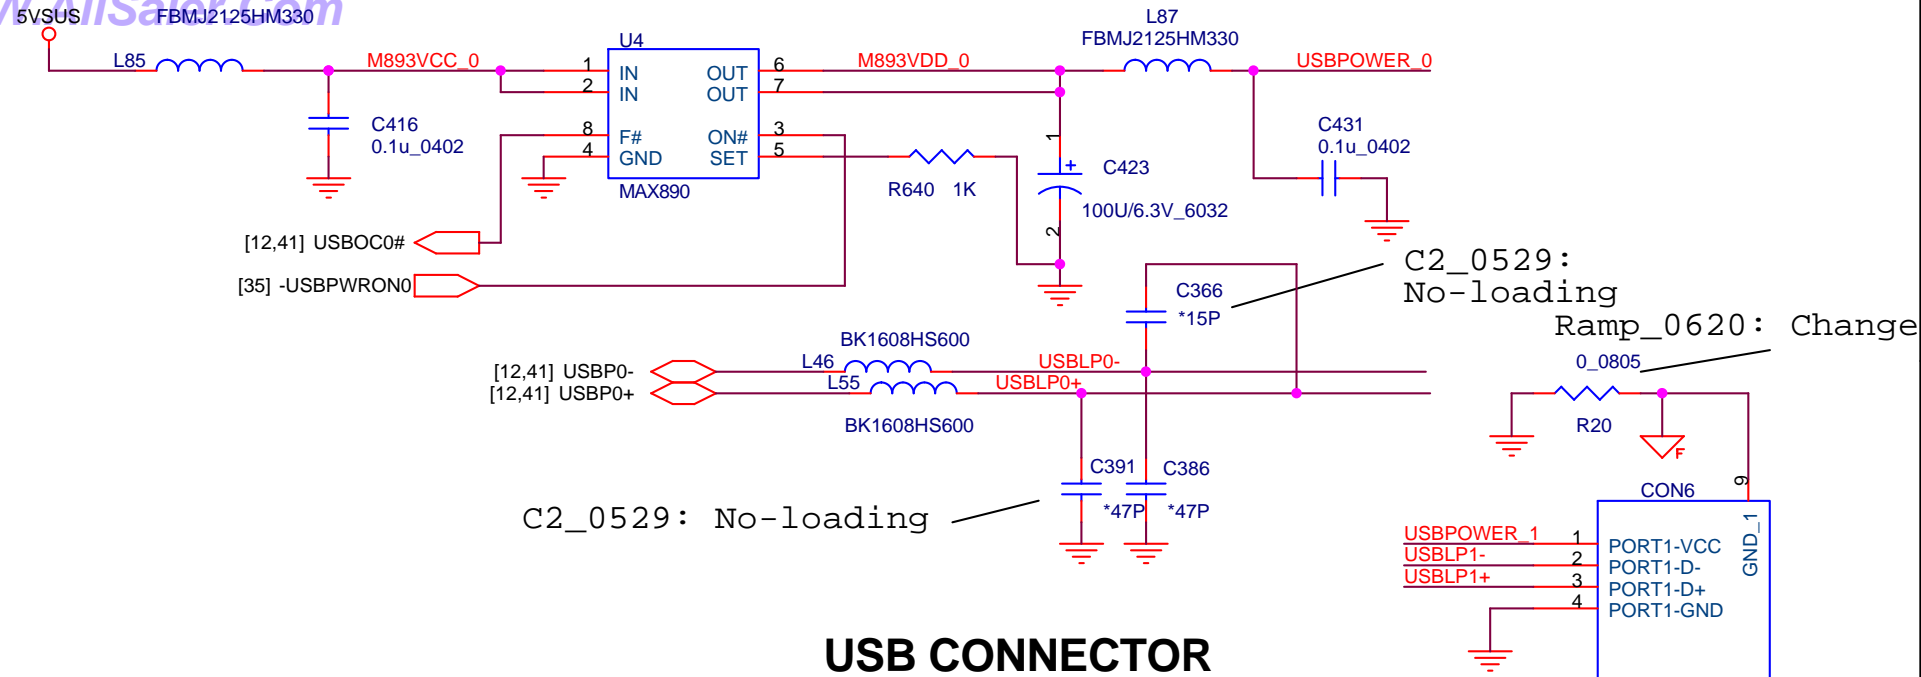 W.AllSaler.Com
5VSUS
FBMJ2125HM330
L85
M893VCC_0
C416
0.1u_0402
U4
1 IN OUT 6
2 IN OUT 7
8 F# ON# 3
4 GND SET 5
MAX890
M893VDD_0
L87
FBMJ2125HM330
USBPOWER_0
R640 1K
1
+
C423
100U/6.3V_6032
2
C431
0.1u_0402
[12,41] USBOC0#
[35] -USBPWRON0
C2_0529:
No-loading
C366
*15P
Ramp_0620: Change
0_0805
R20
F
BK1608HS600
[12,41] USBP0-
L46
USBLP0-
[12,41] USBP0+
L55
USBLP0+
BK1608HS600
C391
*47P
C386
*47P
C2_0529: No-loading
CON6
9
GND_1
USBPOWER_1 1 PORT1-VCC
USBLP1- 2 PORT1-D-
USBLP1+ 3 PORT1-D+
4 PORT1-GND
USB CONNECTOR